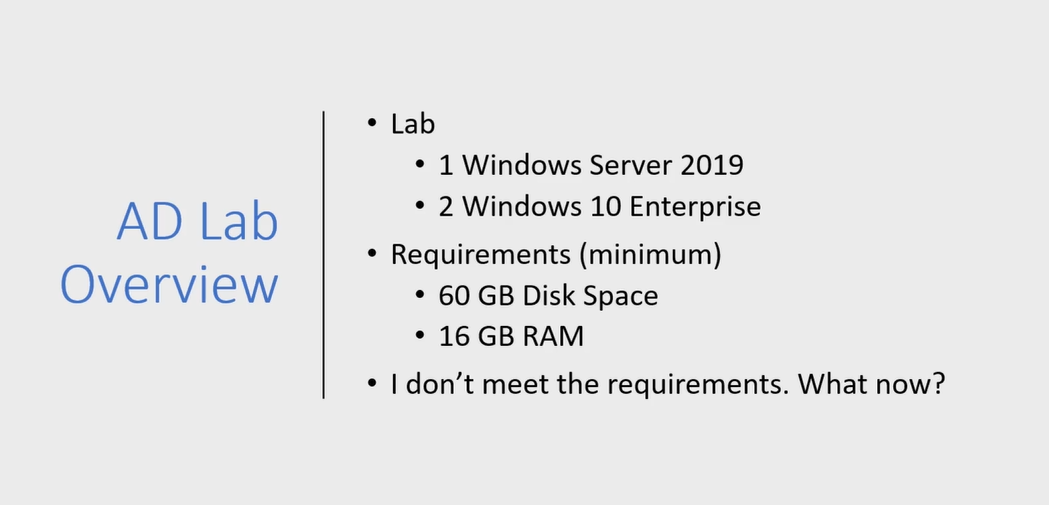 AD Lab
Overview
• Lab
• 1 Windows Server 2019
• 2 Windows 10 Enterprise
• Requirements (minimum)
• 60 GB Disk Space
• 16 GB RAM
• I don’t meet the requirements. What now?